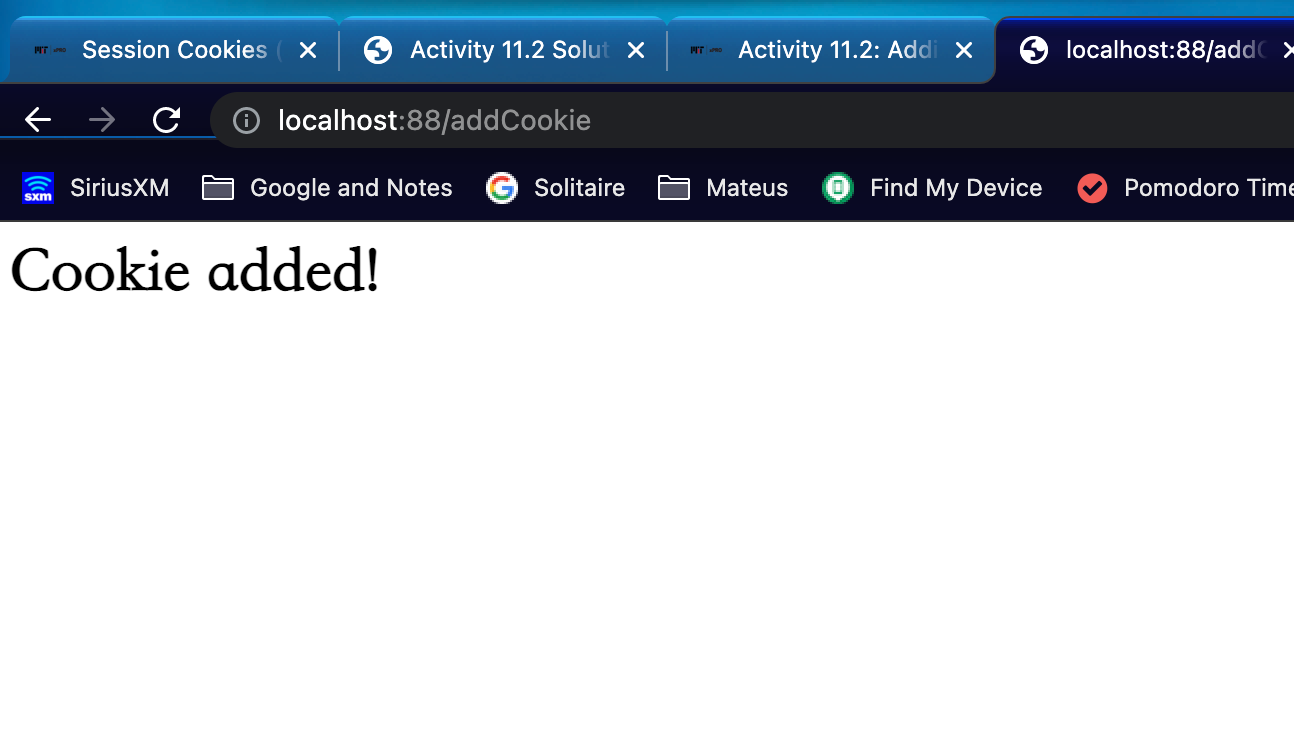 Session Cookies (
Activity 11.2 Solut
Activity 11.2: Addi
localhost:88/addC
localhost:88/addCookie
sxm SiriusXM
Google and Notes
G Solitaire
Mateus
Find My Device
Pomodoro Time
Cookie added!